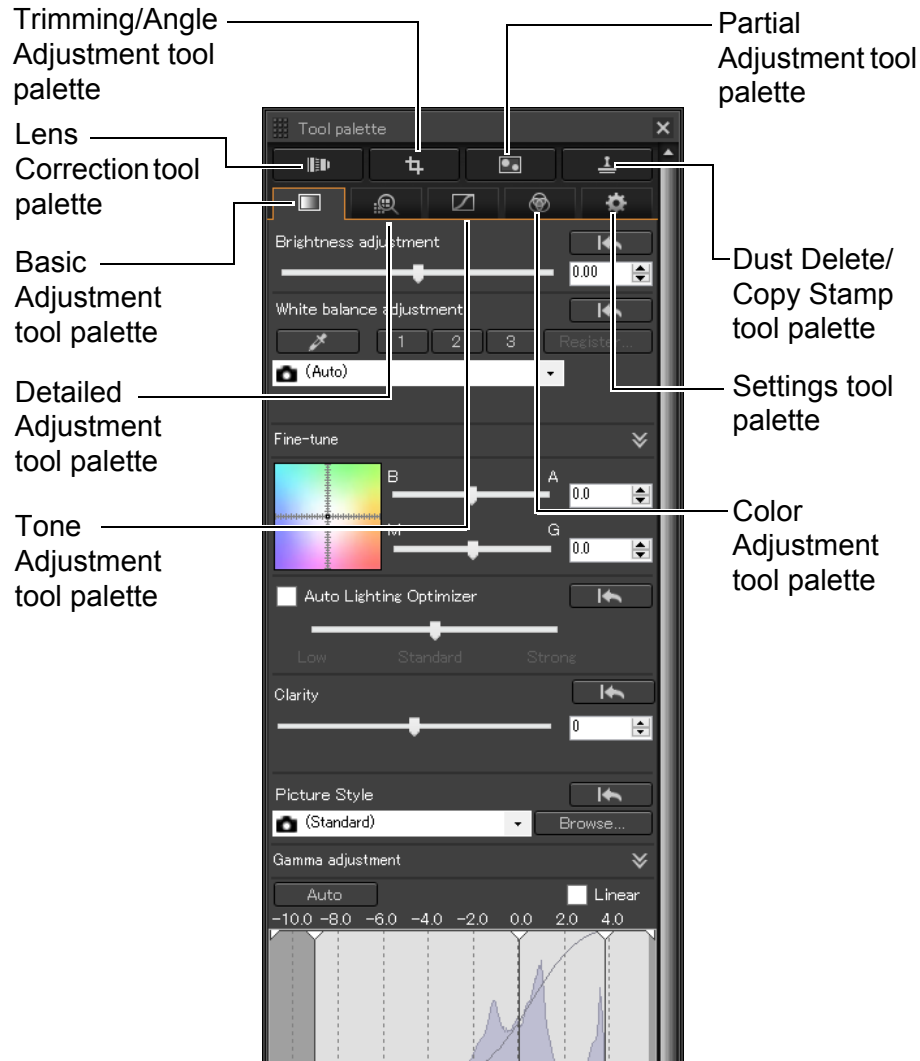 Trimming/Angle
Adjustment tool
palette
Partial
Adjustment tool
palette
Lens
Correction tool
palette
Basic
Adjustment
tool palette
Detailed
Adjustment
tool palette
Tone
Adjustment
tool palette
Tool palette
Brightness adjustment
0.00
White balance adjustment
1 2 3 Register...
(Auto)
Fine-tune
B A
0.0
M G
0.0
Auto Lighting Optimizer
Low Standard Strong
Clarity
0
Picture Style
(Standard) Browse...
Gamma adjustment
Auto Linear
-10.0 -8.0 -6.0 -4.0 -2.0 0.0 2.0 4.0
Dust Delete/
Copy Stamp
tool palette
Settings tool
palette
Color
Adjustment
tool palette